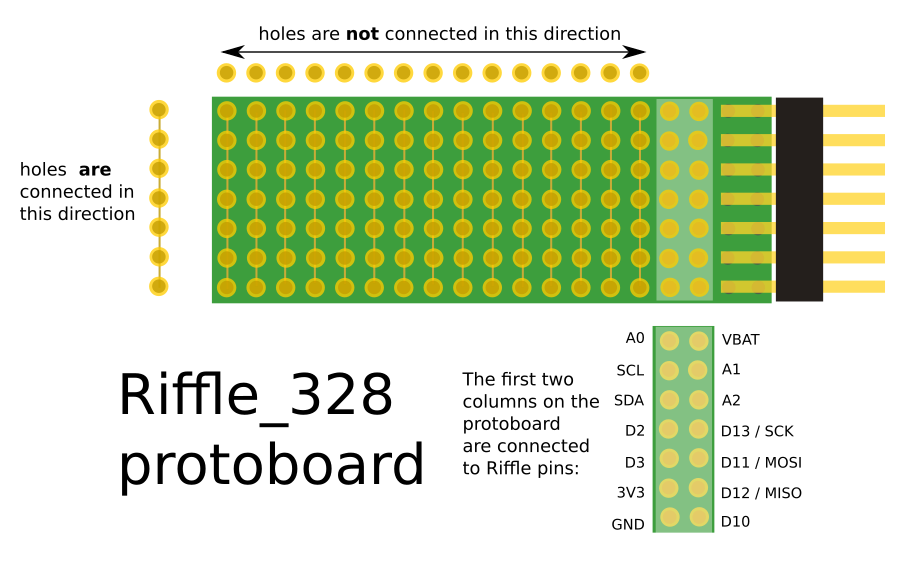 holes are not connected in this direction
holes are
connected in
this direction
Riffle_328
protoboard
The first two
columns on the
protoboard
are connected
to Riffle pins:
A0 VBAT
SCL A1
SDA A2
D2 D13 / SCK
D3 D11 / MOSI
3V3 D12 / MISO
GND D10